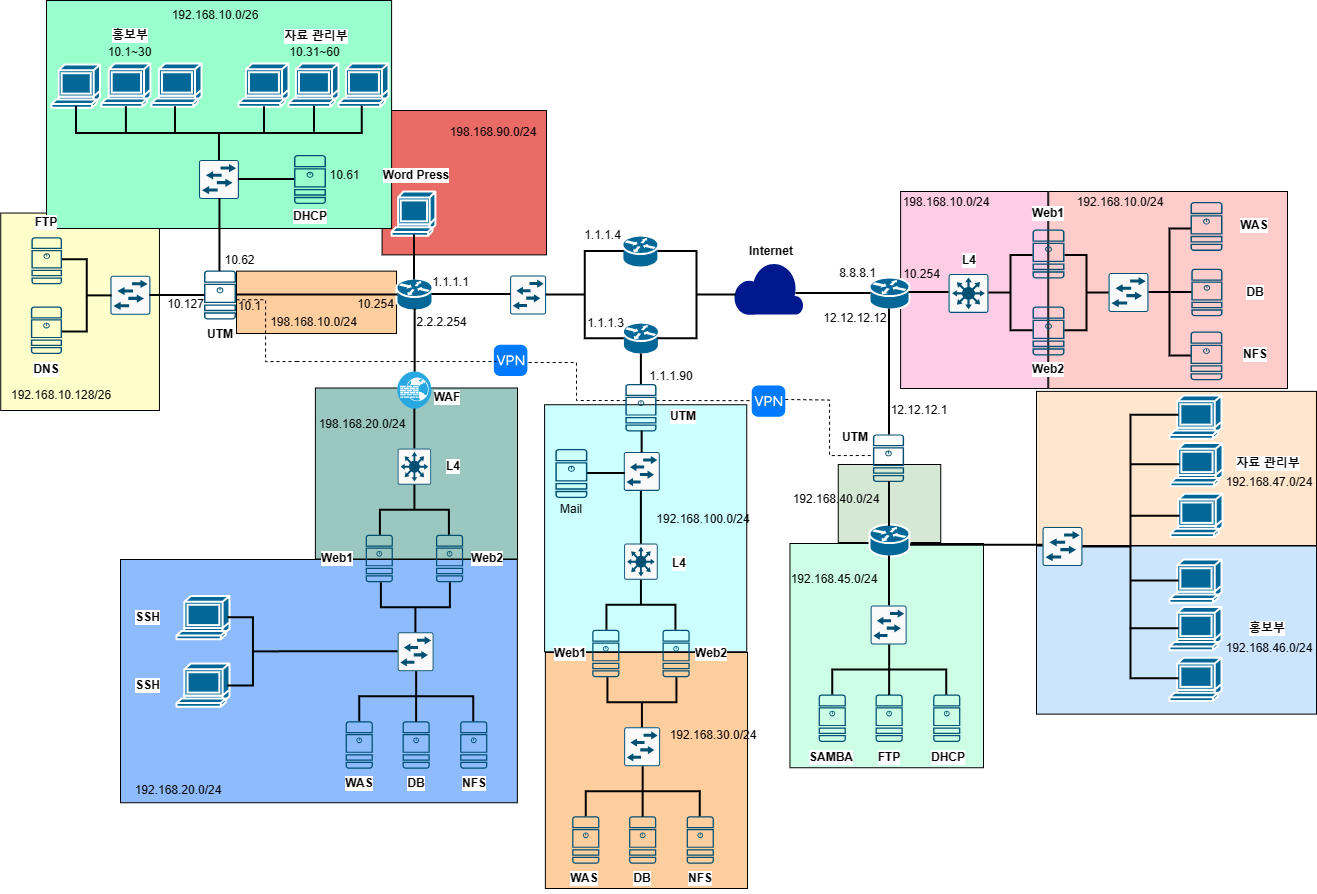 192.168.10.0/26
홍보부
10.1~30
자료 관리부
10.31~60
10.61
DHCP
198.168.90.0/24
Word Press
FTP
DNS
192.168.10.128/26
10.62
10.127
UTM
10.1
198.168.10.0/24
10.254
1.1.1.1
2.2.2.254
1.1.1.4
1.1.1.3
1.1.1.90
Internet
8.8.8.1
12.12.12.12
10.254
198.168.10.0/24
L4
Web1
Web2
192.168.10.0/24
WAS
DB
NFS
VPN
VPN
WAF
198.168.20.0/24
L4
Web1
Web2
SSH
SSH
WAS
DB
NFS
192.168.20.0/24
UTM
Mail
192.168.100.0/24
L4
Web1
Web2
192.168.30.0/24
WAS
DB
NFS
12.12.12.1
UTM
192.168.40.0/24
192.168.45.0/24
SAMBA
FTP
DHCP
자료 관리부
192.168.47.0/24
홍보부
192.168.46.0/24